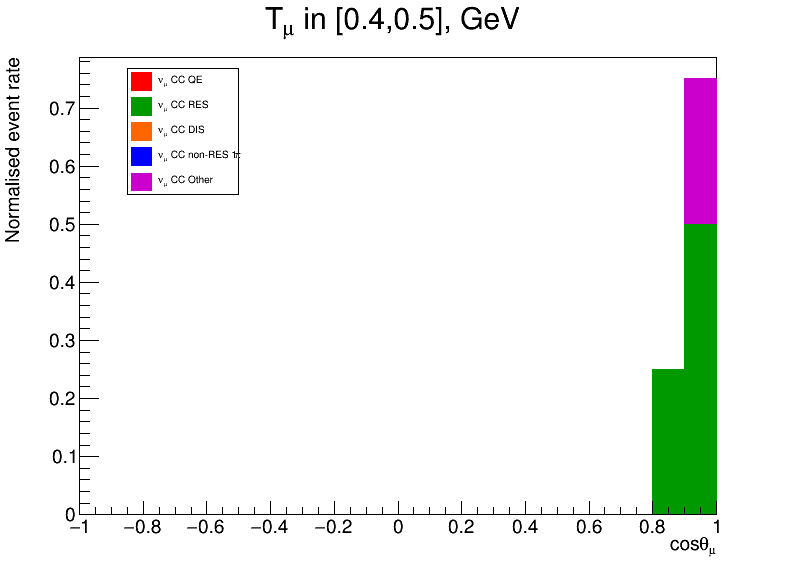 T_μ in [0.4,0.5], GeV
Normalised event rate
ν_μ CC QE
ν_μ CC RES
ν_μ CC DIS
ν_μ CC non-RES 1π
ν_μ CC Other
0.7
0.6
0.5
0.4
0.3
0.2
0.1
0
−1 −0.8 −0.6 −0.4 −0.2 0 0.2 0.4 0.6 0.8 1
cosθ_μ